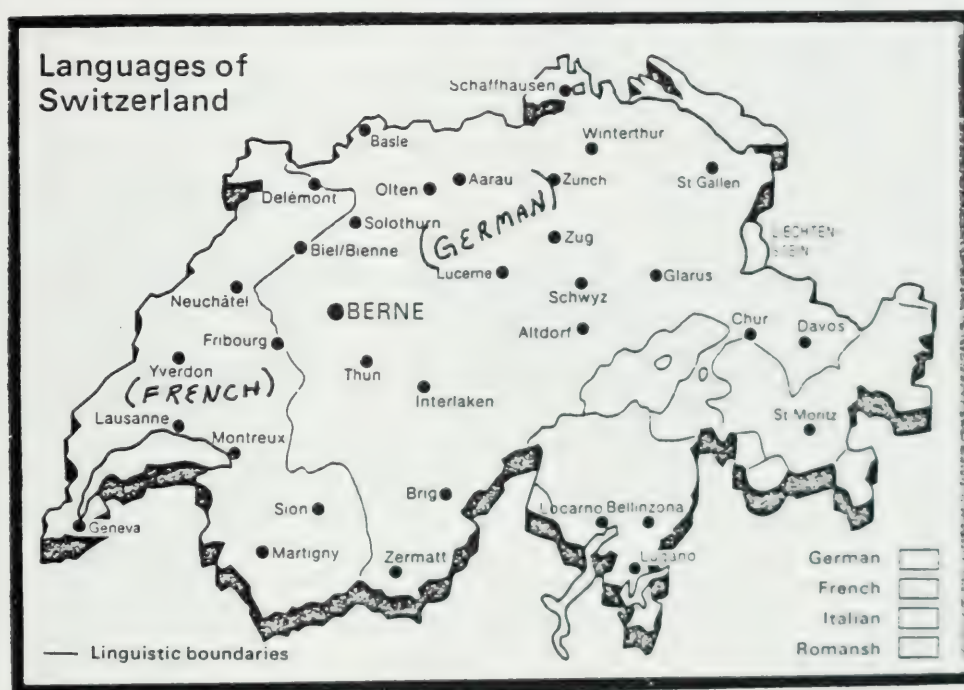 Languages of
Switzerland
Schaffhausen
Basle
Winterthur
Delémont
Olten
Aarau
Zurich
St Gallen
Solothurn
(GERMAN)
Biel/Bienne
Zug
LIECHTEN-
STEIN
Lucerne
Glarus
Neuchâtel
Schwyz
BERNE
Altdorf
Chur
Davos
Fribourg
Yverdon
Thun
(FRENCH)
Interlaken
Lausanne
St Moritz
Montreux
Brig
Sion
Locarno
Bellinzona
Geneva
Martigny
Zermatt
Lugano
German
French
Italian
Romansh
Linguistic boundaries